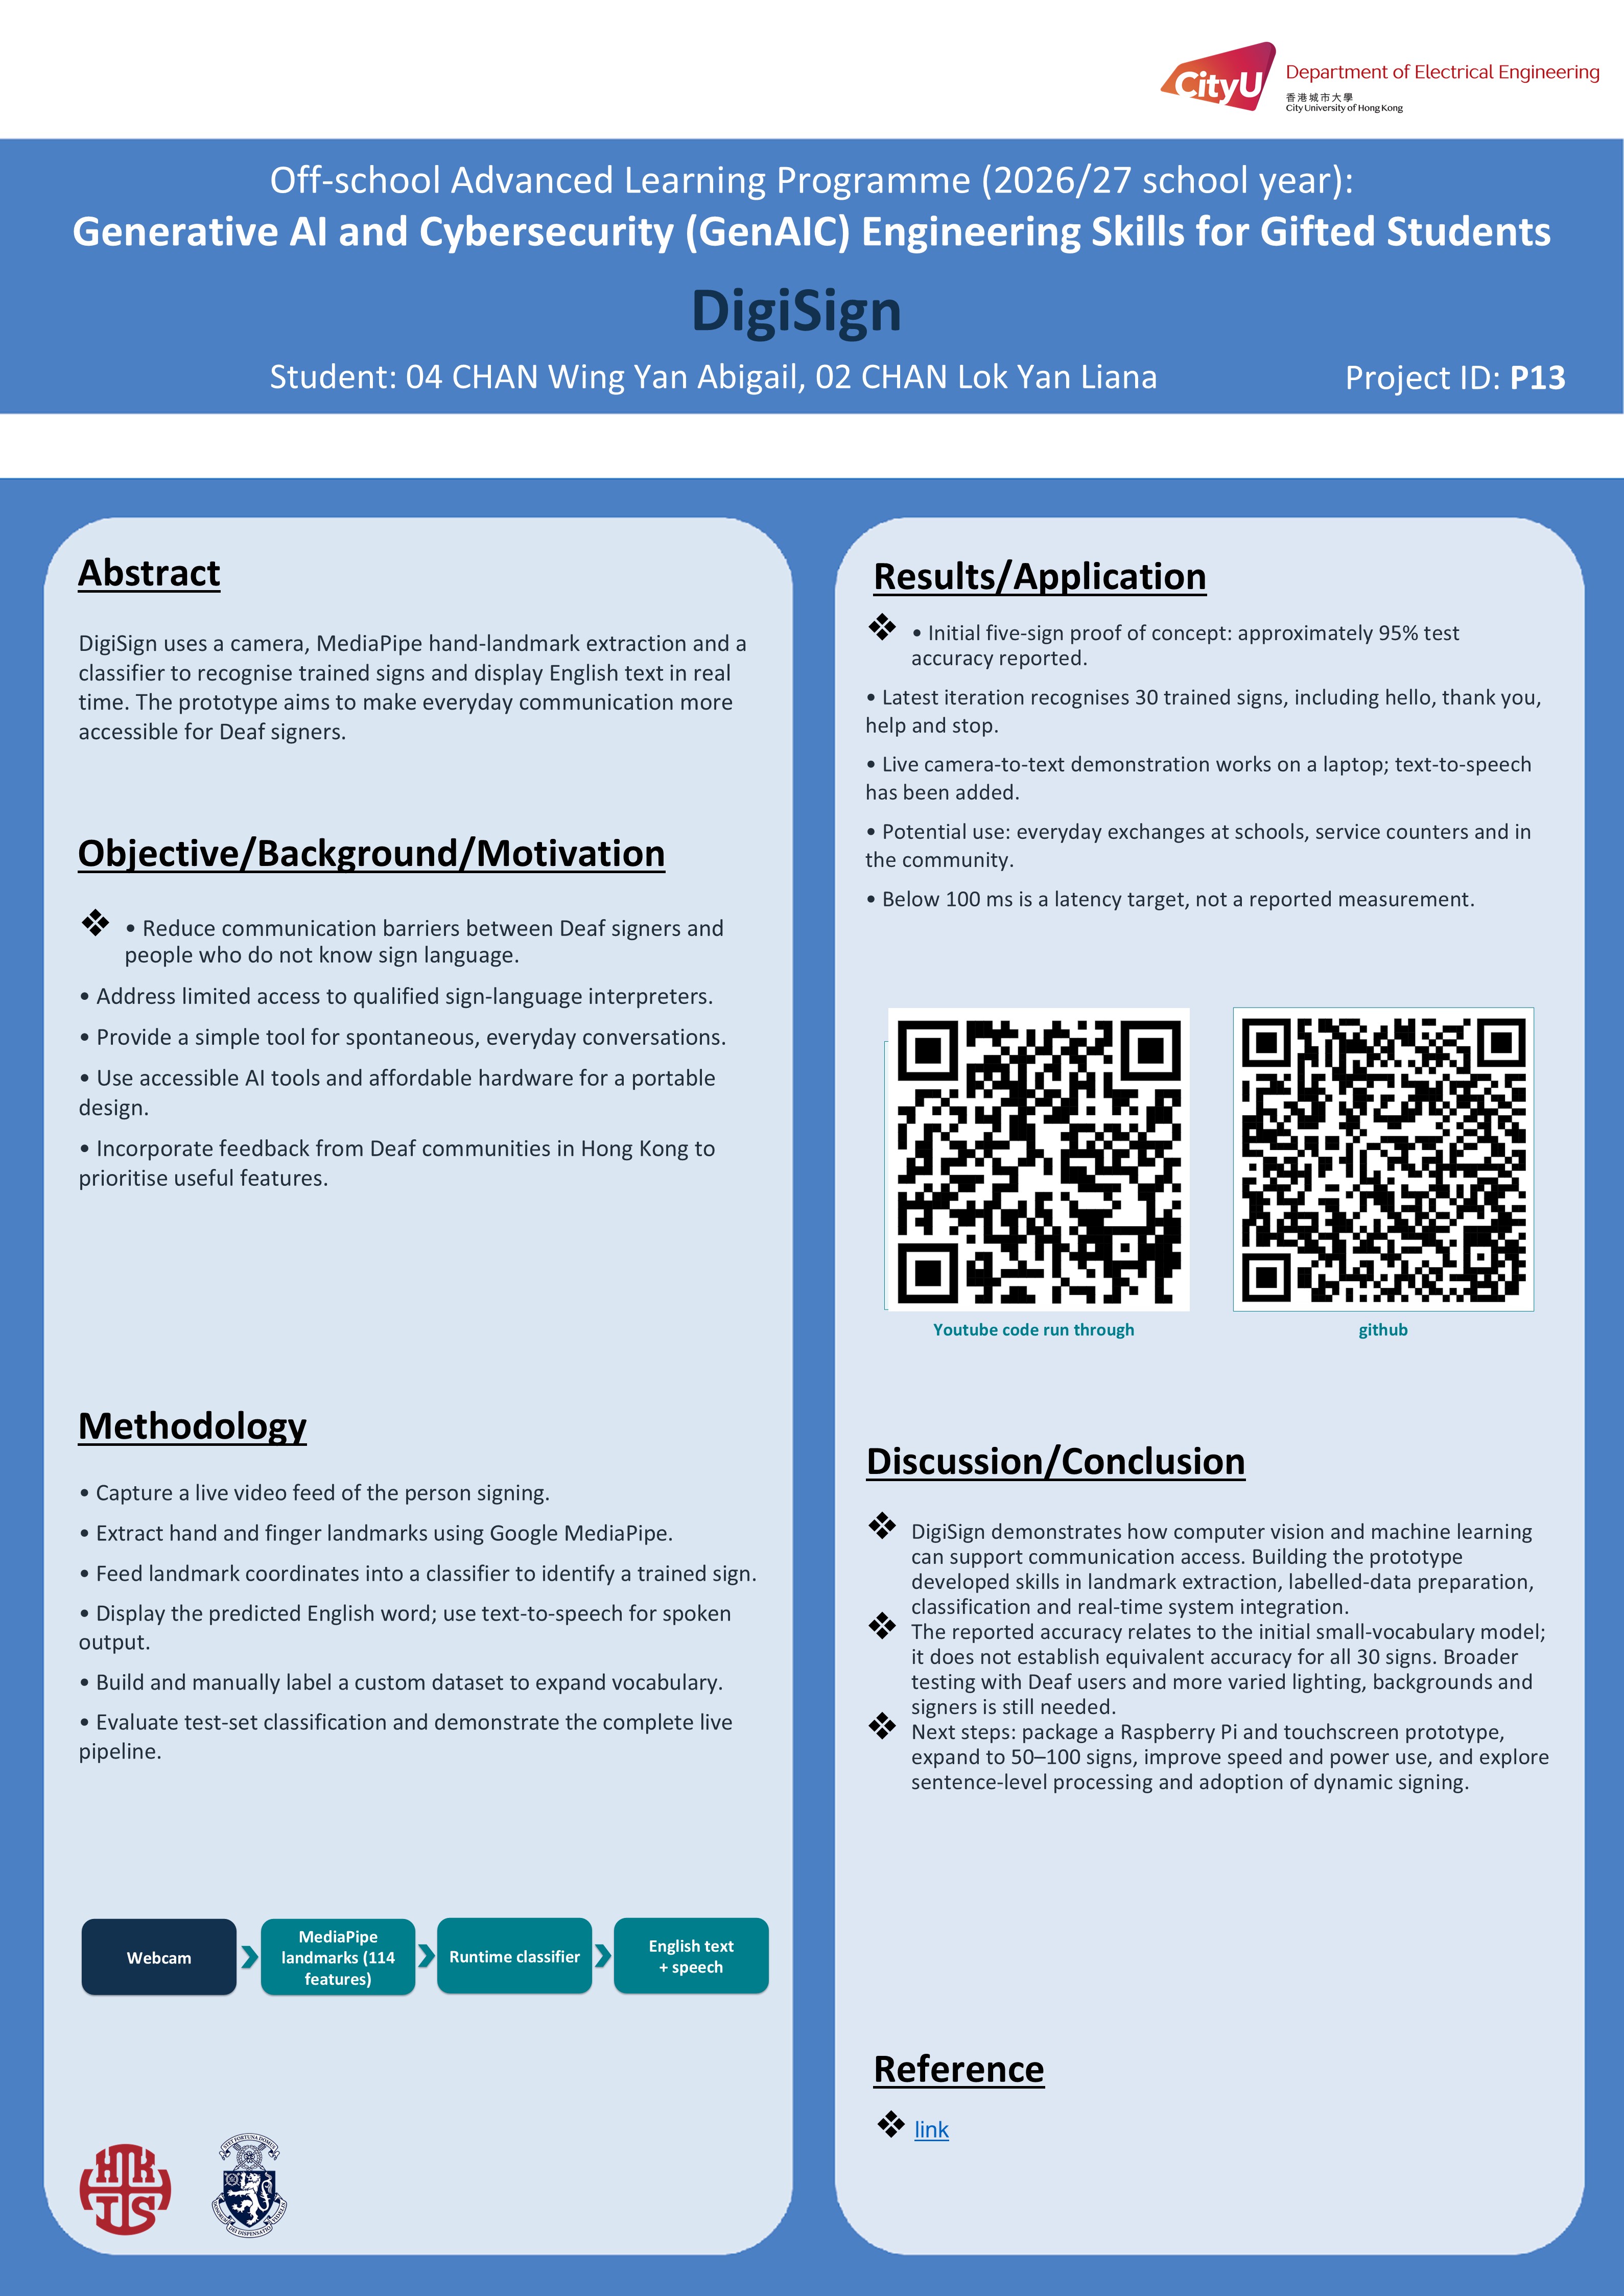 CityU
Department of Electrical Engineering
香港城市大學
City University of Hong Kong
Off-school Advanced Learning Programme (2026/27 school year):
Generative AI and Cybersecurity (GenAIC) Engineering Skills for Gifted Students
DigiSign
Student: 04 CHAN Wing Yan Abigail, 02 CHAN Lok Yan Liana
Project ID: P13
Abstract
DigiSign uses a camera, MediaPipe hand-landmark extraction and a
classifier to recognise trained signs and display English text in real
time. The prototype aims to make everyday communication more
accessible for Deaf signers.
Objective/Background/Motivation
❖ • Reduce communication barriers between Deaf signers and
people who do not know sign language.
• Address limited access to qualified sign-language interpreters.
• Provide a simple tool for spontaneous, everyday conversations.
• Use accessible AI tools and affordable hardware for a portable
design.
• Incorporate feedback from Deaf communities in Hong Kong to
prioritise useful features.
Methodology
• Capture a live video feed of the person signing.
• Extract hand and finger landmarks using Google MediaPipe.
• Feed landmark coordinates into a classifier to identify a trained sign.
• Display the predicted English word; use text-to-speech for spoken
output.
• Build and manually label a custom dataset to expand vocabulary.
• Evaluate test-set classification and demonstrate the complete live
pipeline.
Webcam
MediaPipe
landmarks (114
features)
Runtime classifier
English text
+ speech
HK
IS
Results/Application
❖ • Initial five-sign proof of concept: approximately 95% test
accuracy reported.
• Latest iteration recognises 30 trained signs, including hello, thank you,
help and stop.
• Live camera-to-text demonstration works on a laptop; text-to-speech
has been added.
• Potential use: everyday exchanges at schools, service counters and in
the community.
• Below 100 ms is a latency target, not a reported measurement.
Youtube code run through
github
Discussion/Conclusion
❖ DigiSign demonstrates how computer vision and machine learning
can support communication access. Building the prototype
developed skills in landmark extraction, labelled-data preparation,
classification and real-time system integration.
❖ The reported accuracy relates to the initial small-vocabulary model;
it does not establish equivalent accuracy for all 30 signs. Broader
testing with Deaf users and more varied lighting, backgrounds and
signers is still needed.
❖ Next steps: package a Raspberry Pi and touchscreen prototype,
expand to 50–100 signs, improve speed and power use, and explore
sentence-level processing and adoption of dynamic signing.
Reference
❖ link